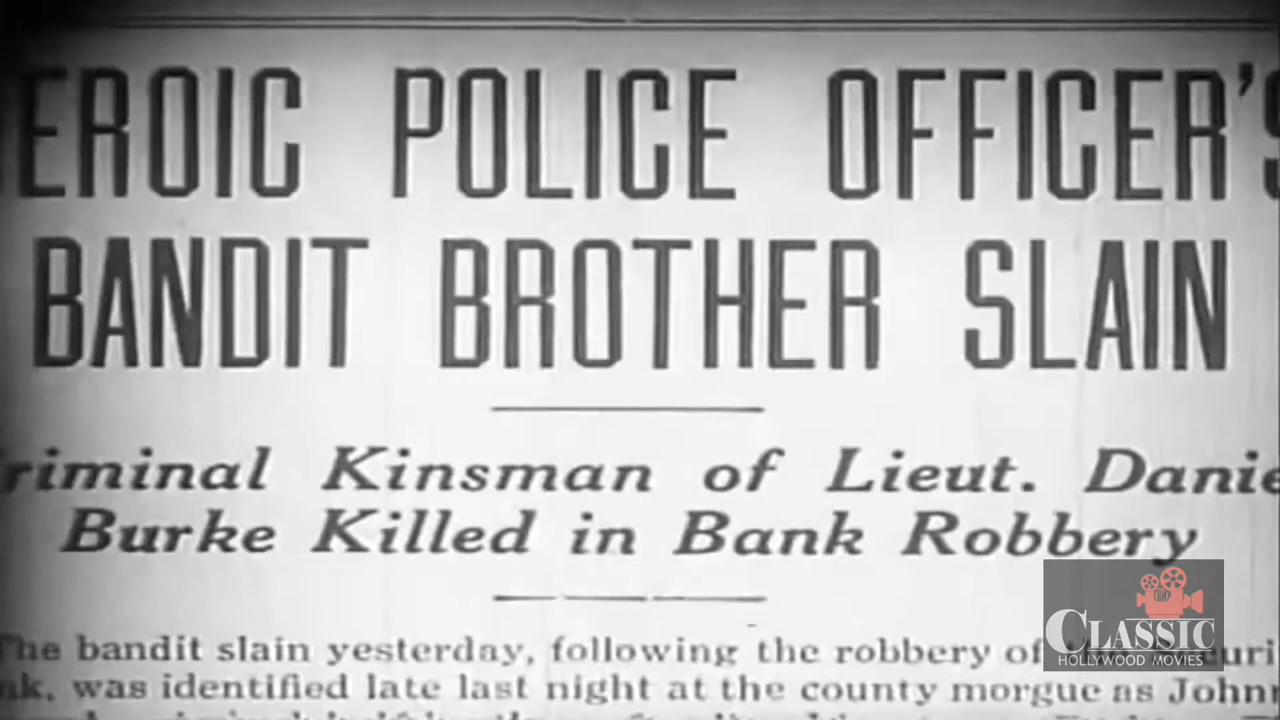 EROIC POLICE OFFICER'S
BANDIT BROTHER SLAIN
riminal Kinsman of Lieut. Danie
Burke Killed in Bank Robbery
The bandit slain yesterday, following the robbery of
nk, was identified late last night at the county morgue as John
CLASSIC
HOLLYWOOD MOVIES